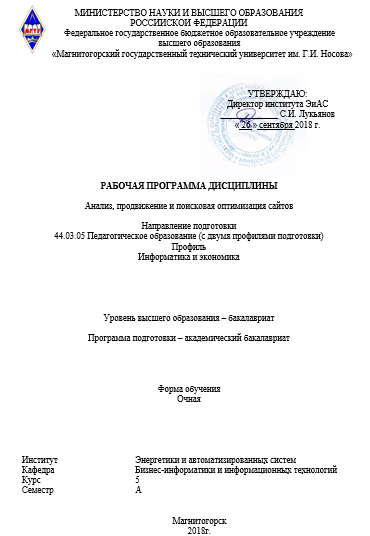 МИНИСТЕРСТВО НАУКИ И ВЫСШЕГО ОБРАЗОВАНИЯ
РОССИЙСКОЙ ФЕДЕРАЦИИ
Федеральное государственное бюджетное образовательное учреждение
высшего образования
«Магнитогорский государственный технический университет им. Г.И. Носова»
УТВЕРЖДАЮ:
Директор института ЭиАС
С.И. Лукьянов
« 26 » сентября 2018 г.
РАБОЧАЯ ПРОГРАММА ДИСЦИПЛИНЫ
Анализ, продвижение и поисковая оптимизация сайтов
Направление подготовки
44.03.05 Педагогическое образование (с двумя профилями подготовки)
Профиль
Информатика и экономика
Уровень высшего образования – бакалавриат
Программа подготовки – академический бакалавриат
Форма обучения
Очная
Институт Энергетики и автоматизированных систем
Кафедра Бизнес-информатики и информационных технологий
Курс 5
Семестр А
Магнитогорск
2018г.